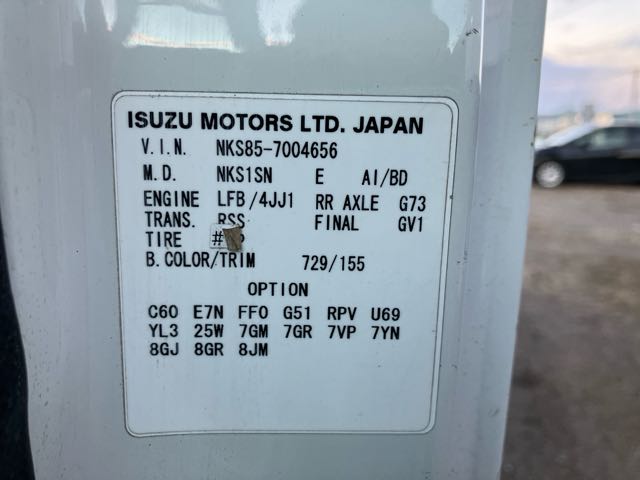 ISUZU MOTORS LTD. JAPAN
V.I.N. NKS85-7004656
M.D. NKS1SN E AI/BD
ENGINE LFB/4JJ1 RR AXLE G73
TRANS. RSS FINAL GV1
TIRE #
B.COLOR/TRIM 729/155
OPTION
C60 E7N FF0 G51 RPV U69
YL3 25W 7GM 7GR 7VP 7YN
8GJ 8GR 8JM